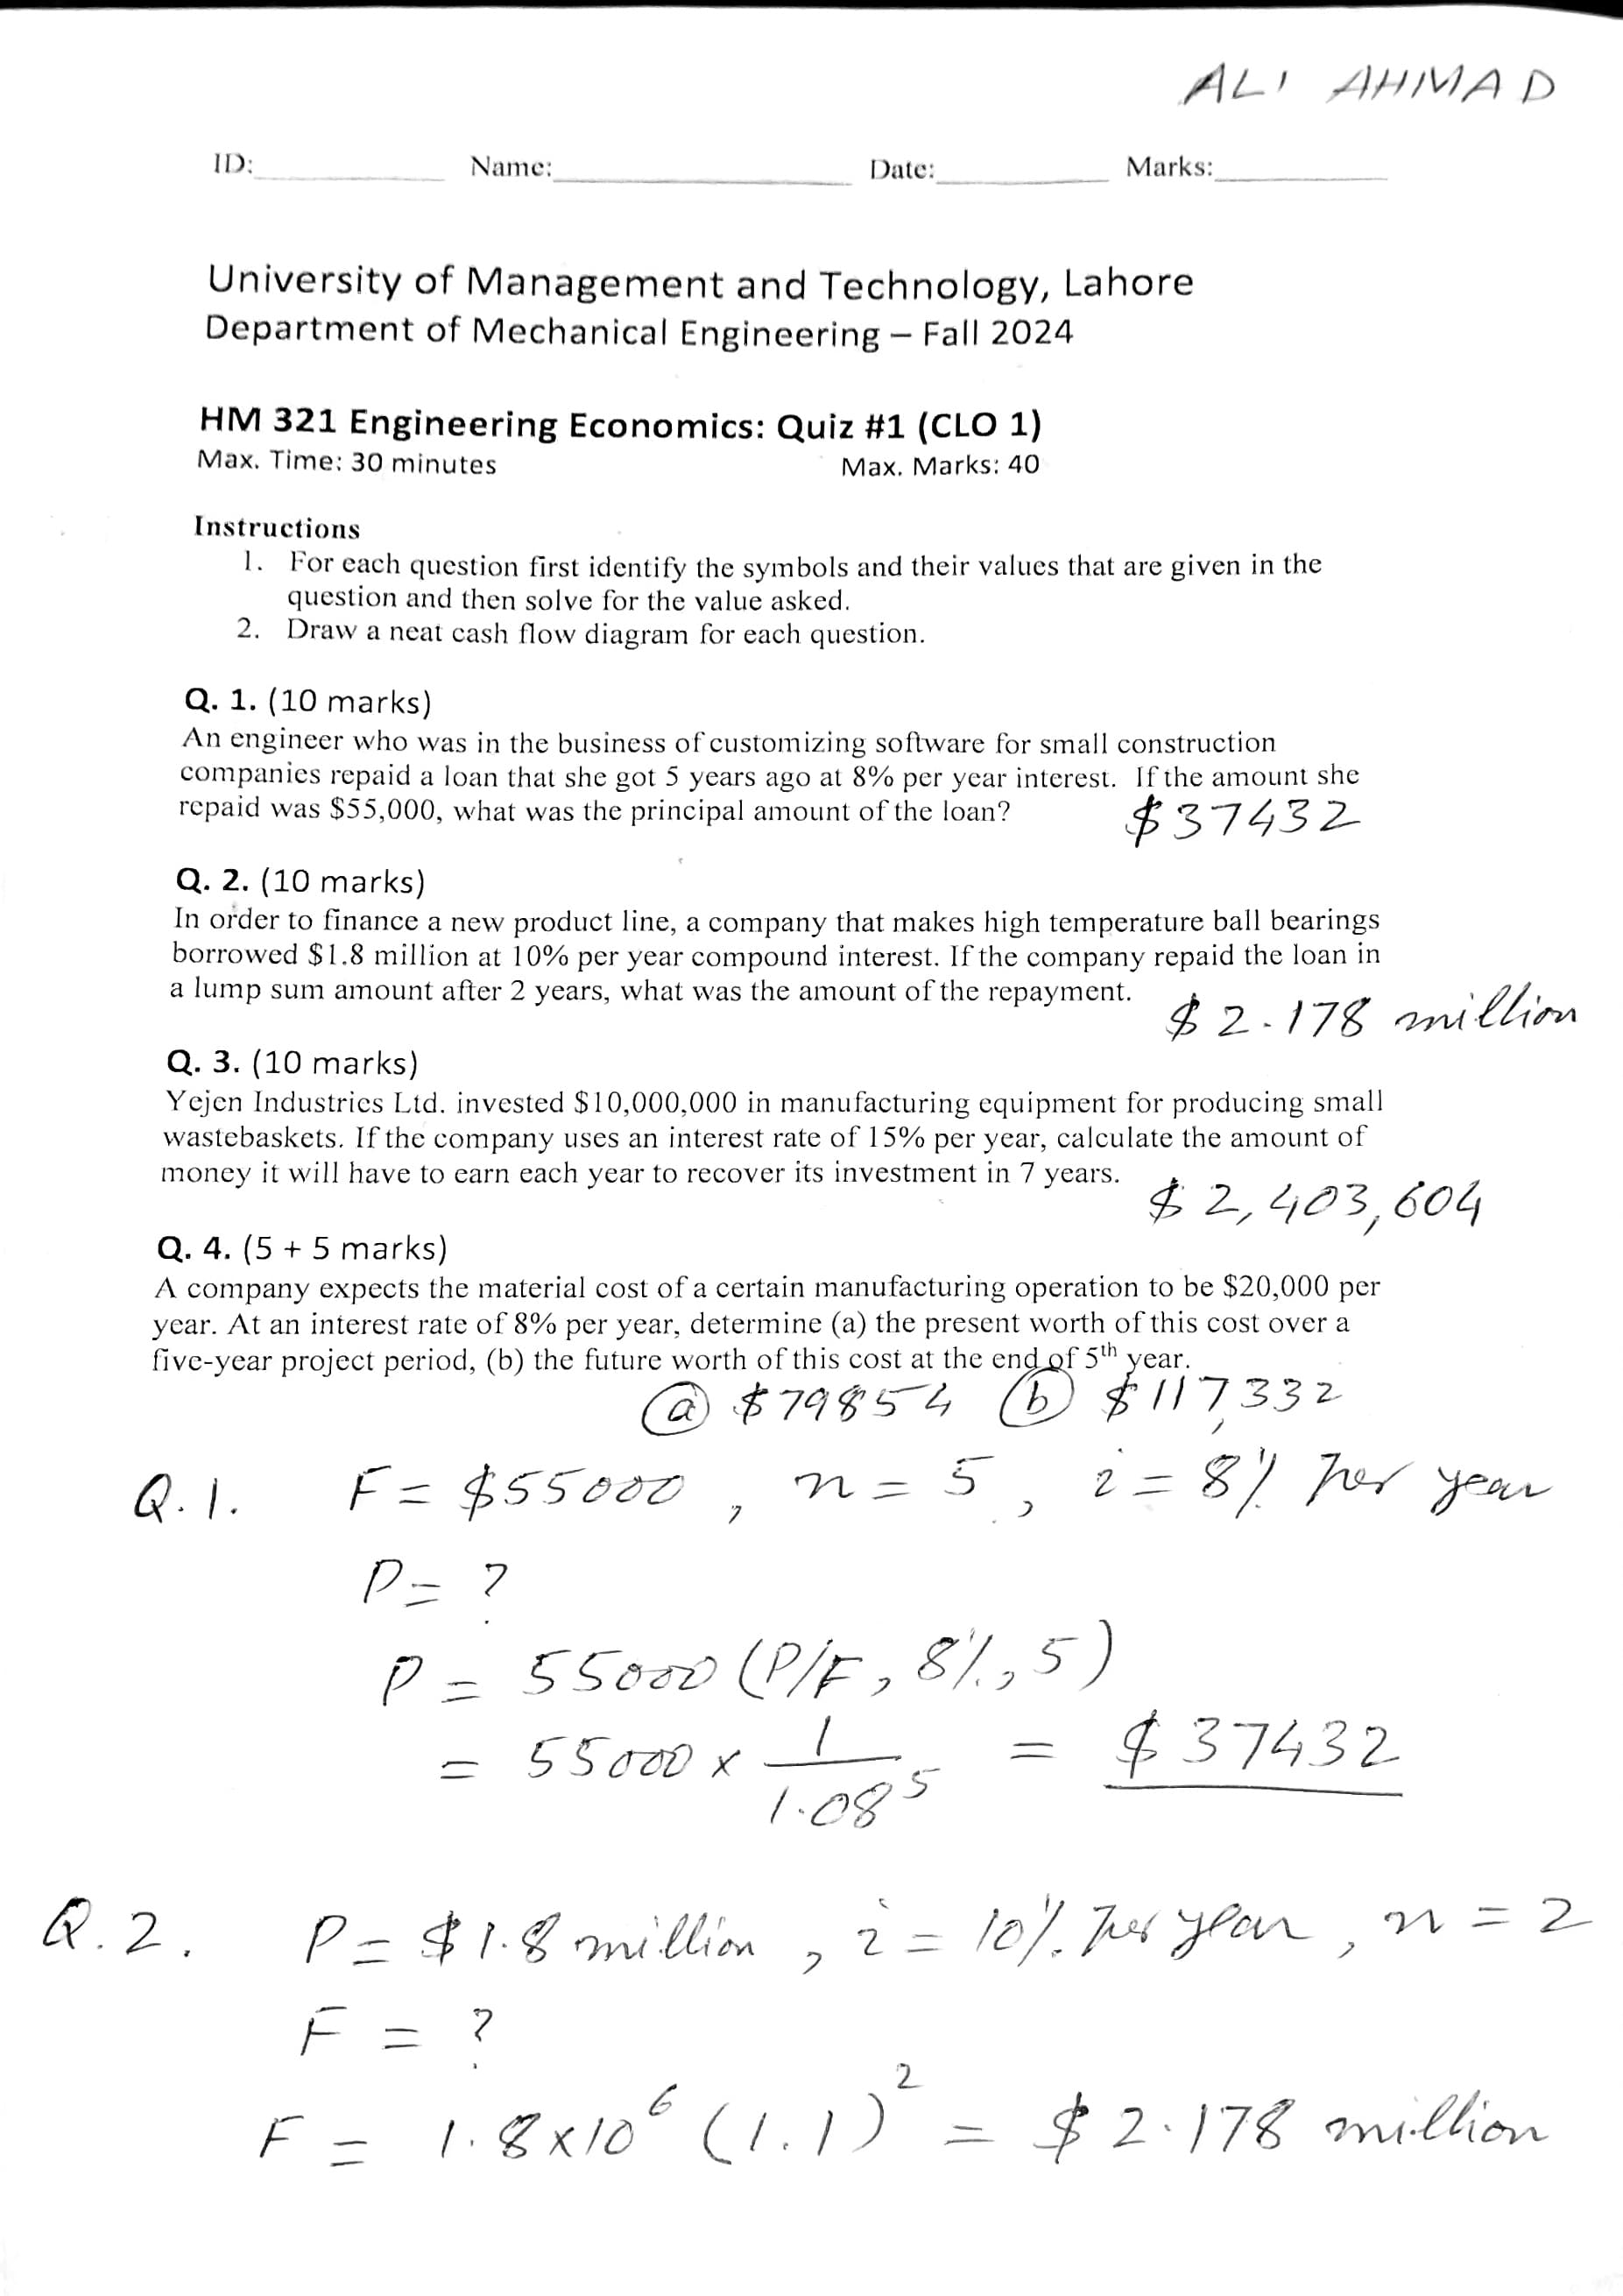 ALI AHMAD
ID:____________ Name:____________________ Date:____________ Marks:____________
University of Management and Technology, Lahore
Department of Mechanical Engineering – Fall 2024
HM 321 Engineering Economics: Quiz #1 (CLO 1)
Max. Time: 30 minutes Max. Marks: 40
Instructions
1. For each question first identify the symbols and their values that are given in the
question and then solve for the value asked.
2. Draw a neat cash flow diagram for each question.
Q. 1. (10 marks)
An engineer who was in the business of customizing software for small construction
companies repaid a loan that she got 5 years ago at 8% per year interest. If the amount she
repaid was $55,000, what was the principal amount of the loan? $37432
Q. 2. (10 marks)
In order to finance a new product line, a company that makes high temperature ball bearings
borrowed $1.8 million at 10% per year compound interest. If the company repaid the loan in
a lump sum amount after 2 years, what was the amount of the repayment. $2.178 million
Q. 3. (10 marks)
Yejen Industries Ltd. invested $10,000,000 in manufacturing equipment for producing small
wastebaskets. If the company uses an interest rate of 15% per year, calculate the amount of
money it will have to earn each year to recover its investment in 7 years. $2,403,604
Q. 4. (5 + 5 marks)
A company expects the material cost of a certain manufacturing operation to be $20,000 per
year. At an interest rate of 8% per year, determine (a) the present worth of this cost over a
five-year project period, (b) the future worth of this cost at the end of 5th year.
ⓐ $79854 ⓑ $117,332
Q.1. F = $55000, n = 5, i = 8% per year
P = ?
P = 55000 (P/F, 8%, 5)
= 55000 × 1/1.08⁵ = $37432
Q.2. P = $1.8 million, i = 10% per year, n = 2
F = ?
F = 1.8×10⁶ (1.1)² = $2.178 million